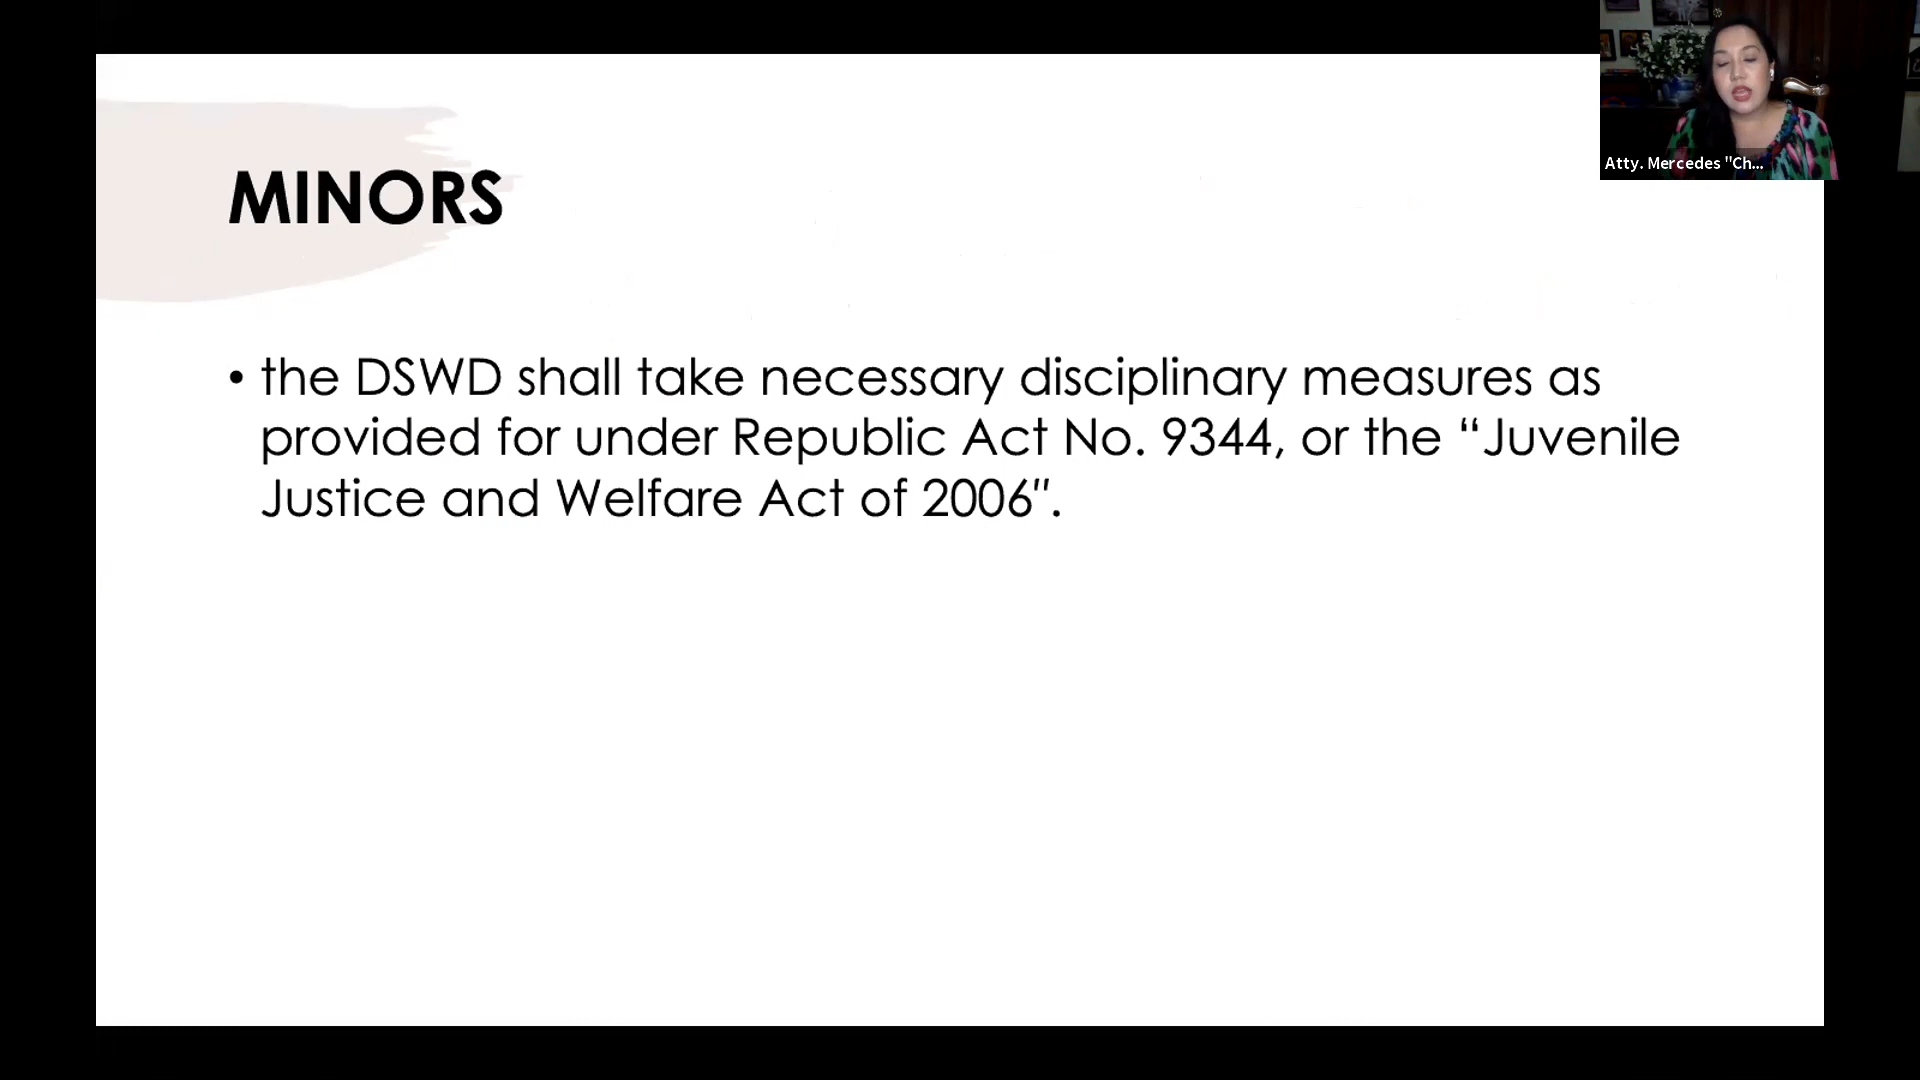 Atty. Mercedes "Ch...
MINORS
• the DSWD shall take necessary disciplinary measures as
provided for under Republic Act No. 9344, or the “Juvenile
Justice and Welfare Act of 2006″.